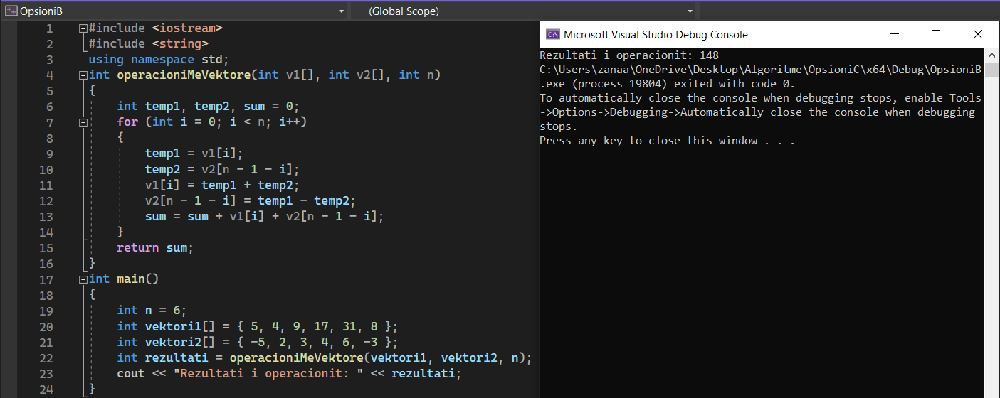 OpsioniB
(Global Scope)
1 #include <iostream>
2 #include <string>
3 using namespace std;
4 int operacioniMeVektore(int v1[], int v2[], int n)
5 {
6 int temp1, temp2, sum = 0;
7 for (int i = 0; i < n; i++)
8 {
9 temp1 = v1[i];
10 temp2 = v2[n - 1 - i];
11 v1[i] = temp1 + temp2;
12 v2[n - 1 - i] = temp1 - temp2;
13 sum = sum + v1[i] + v2[n - 1 - i];
14 }
15 return sum;
16 }
17 int main()
18 {
19 int n = 6;
20 int vektori1[] = { 5, 4, 9, 17, 31, 8 };
21 int vektori2[] = { -5, 2, 3, 4, 6, -3 };
22 int rezultati = operacioniMeVektore(vektori1, vektori2, n);
23 cout << "Rezultati i operacionit: " << rezultati;
24 }
C:\ Microsoft Visual Studio Debug Console
Rezultati i operacionit: 148
C:\Users\zanaa\OneDrive\Desktop\Algoritme\OpsioniC\x64\Debug\OpsioniB
.exe (process 19804) exited with code 0.
To automatically close the console when debugging stops, enable Tools
->Options->Debugging->Automatically close the console when debugging
stops.
Press any key to close this window . . .